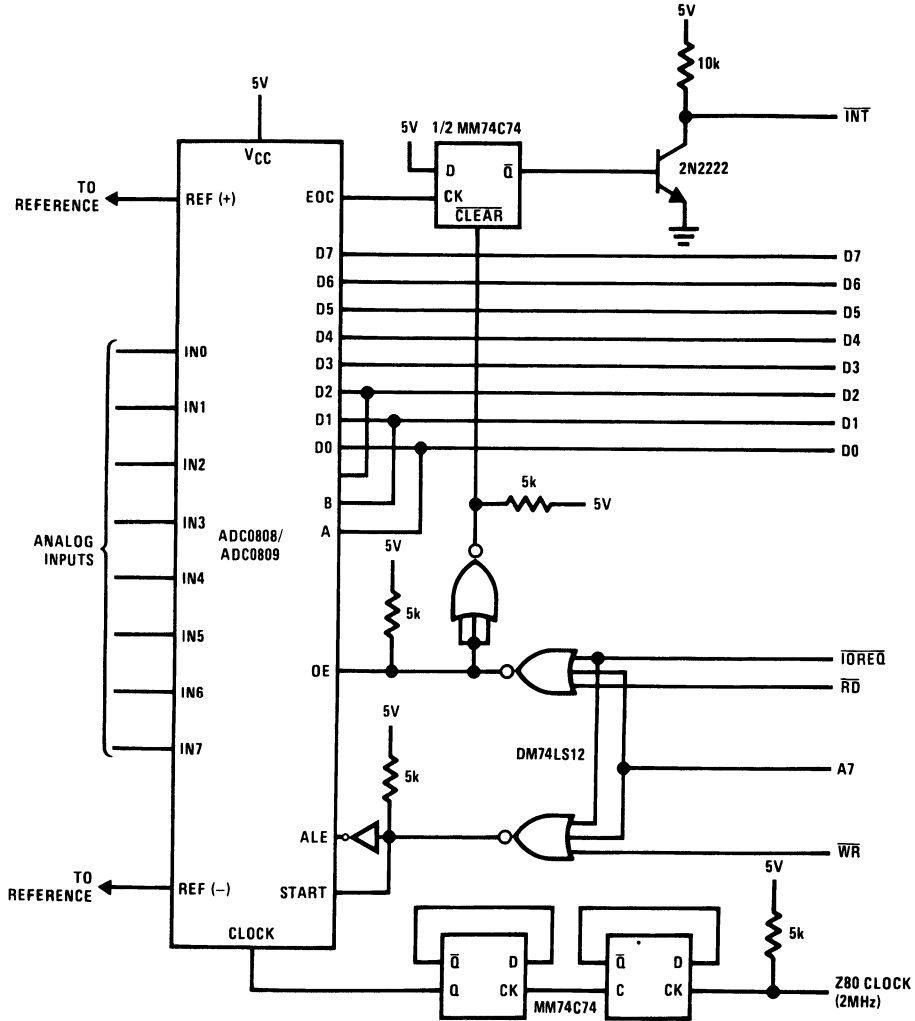 5V
10k
INT
5V
1/2 MM74C74
5V
D
Q
CK
CLEAR
2N2222
VCC
TO
REFERENCE
REF (+)
EOC
D7
D7
D6
D6
D5
D5
D4
D4
D3
D3
D2
D2
D1
D1
D0
D0
B
A
IN0
IN1
IN2
IN3
IN4
IN5
IN6
IN7
ANALOG
INPUTS
ADC0808/
ADC0809
5k
5V
5V
5k
OE
IOREQ
RD
DM74LS12
5V
5k
A7
ALE
WR
START
TO
REFERENCE
REF (–)
CLOCK
5V
5k
Q
D
Q
CK
MM74C74
Q
D
C
CK
Z80 CLOCK
(2MHz)